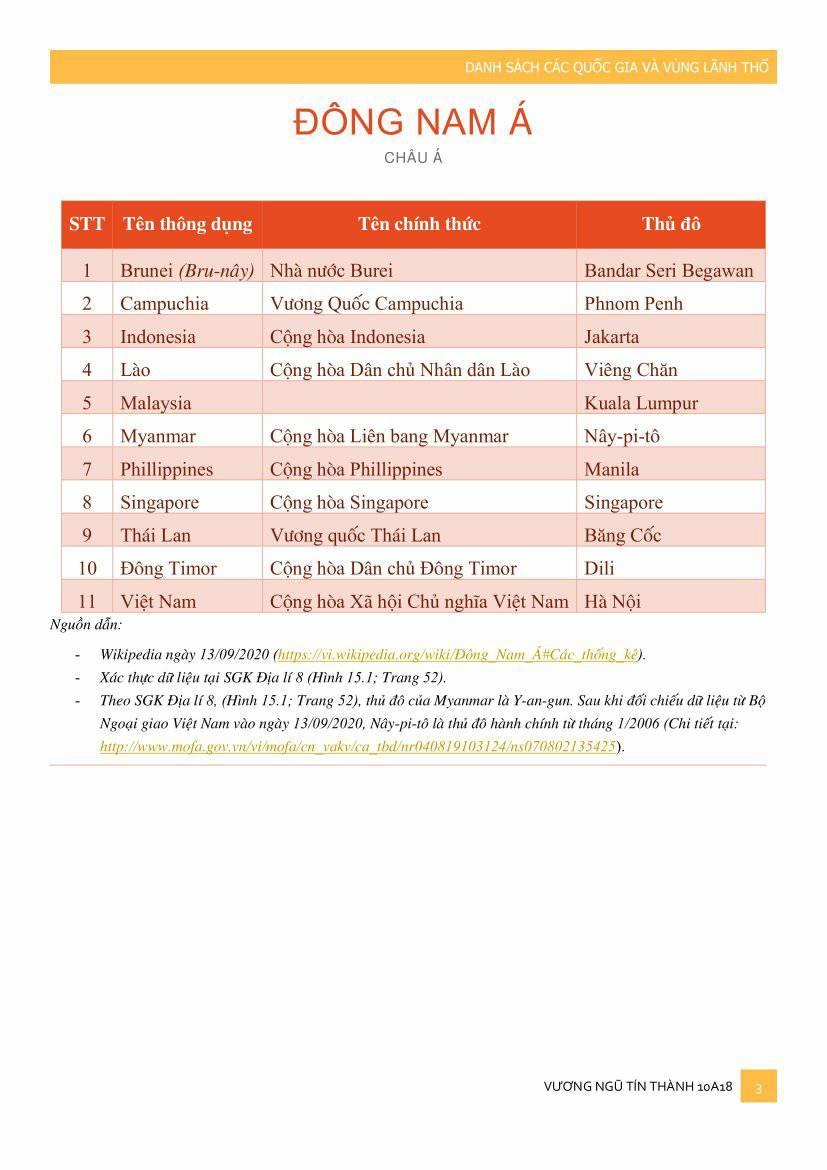 DANH SÁCH CÁC QUỐC GIA VÀ VÙNG LÃNH THỔ
ĐÔNG NAM Á
CHÂU Á
STT Tên thông dụng Tên chính thức Thủ đô
1 Brunei (Bru-nây) Nhà nước Burei Bandar Seri Begawan
2 Campuchia Vương Quốc Campuchia Phnom Penh
3 Indonesia Cộng hòa Indonesia Jakarta
4 Lào Cộng hòa Dân chủ Nhân dân Lào Viêng Chăn
5 Malaysia Kuala Lumpur
6 Myanmar Cộng hòa Liên bang Myanmar Nây-pi-tô
7 Phillippines Cộng hòa Phillippines Manila
8 Singapore Cộng hòa Singapore Singapore
9 Thái Lan Vương quốc Thái Lan Băng Cốc
10 Đông Timor Cộng hòa Dân chủ Đông Timor Dili
11 Việt Nam Cộng hòa Xã hội Chủ nghĩa Việt Nam Hà Nội
Nguồn dẫn:
- Wikipedia ngày 13/09/2020 (https://vi.wikipedia.org/wiki/Đông_Nam_Á#Các_thống_kê).
- Xác thực dữ liệu tại SGK Địa lí 8 (Hình 15.1; Trang 52).
- Theo SGK Địa lí 8, (Hình 15.1; Trang 52), thủ đô của Myanmar là Y-an-gun. Sau khi đối chiếu dữ liệu từ Bộ
Ngoại giao Việt Nam vào ngày 13/09/2020, Nây-pi-tô là thủ đô hành chính từ tháng 1/2006 (Chi tiết tại:
http://www.mofa.gov.vn/vi/mofa/cn_vakv/ca_tbd/nr040819103124/ns070802135425).
VƯƠNG NGŨ TÍN THÀNH 10A18 3